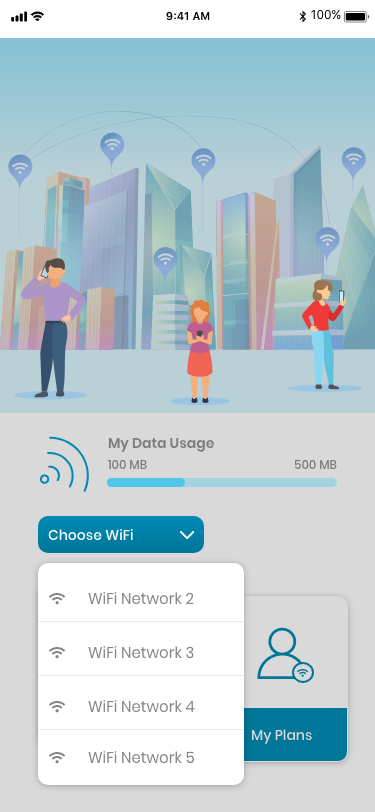 9:41 AM
100%
My Data Usage
100 MB
500 MB
Choose WiFi
WiFi Network 2
WiFi Network 3
WiFi Network 4
WiFi Network 5
My Plans